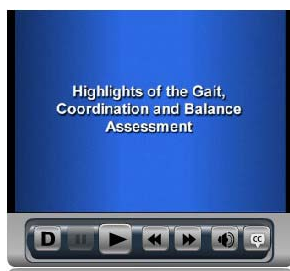 Highlights of the Gait,
Coordination and Balance
Assessment
D
CC